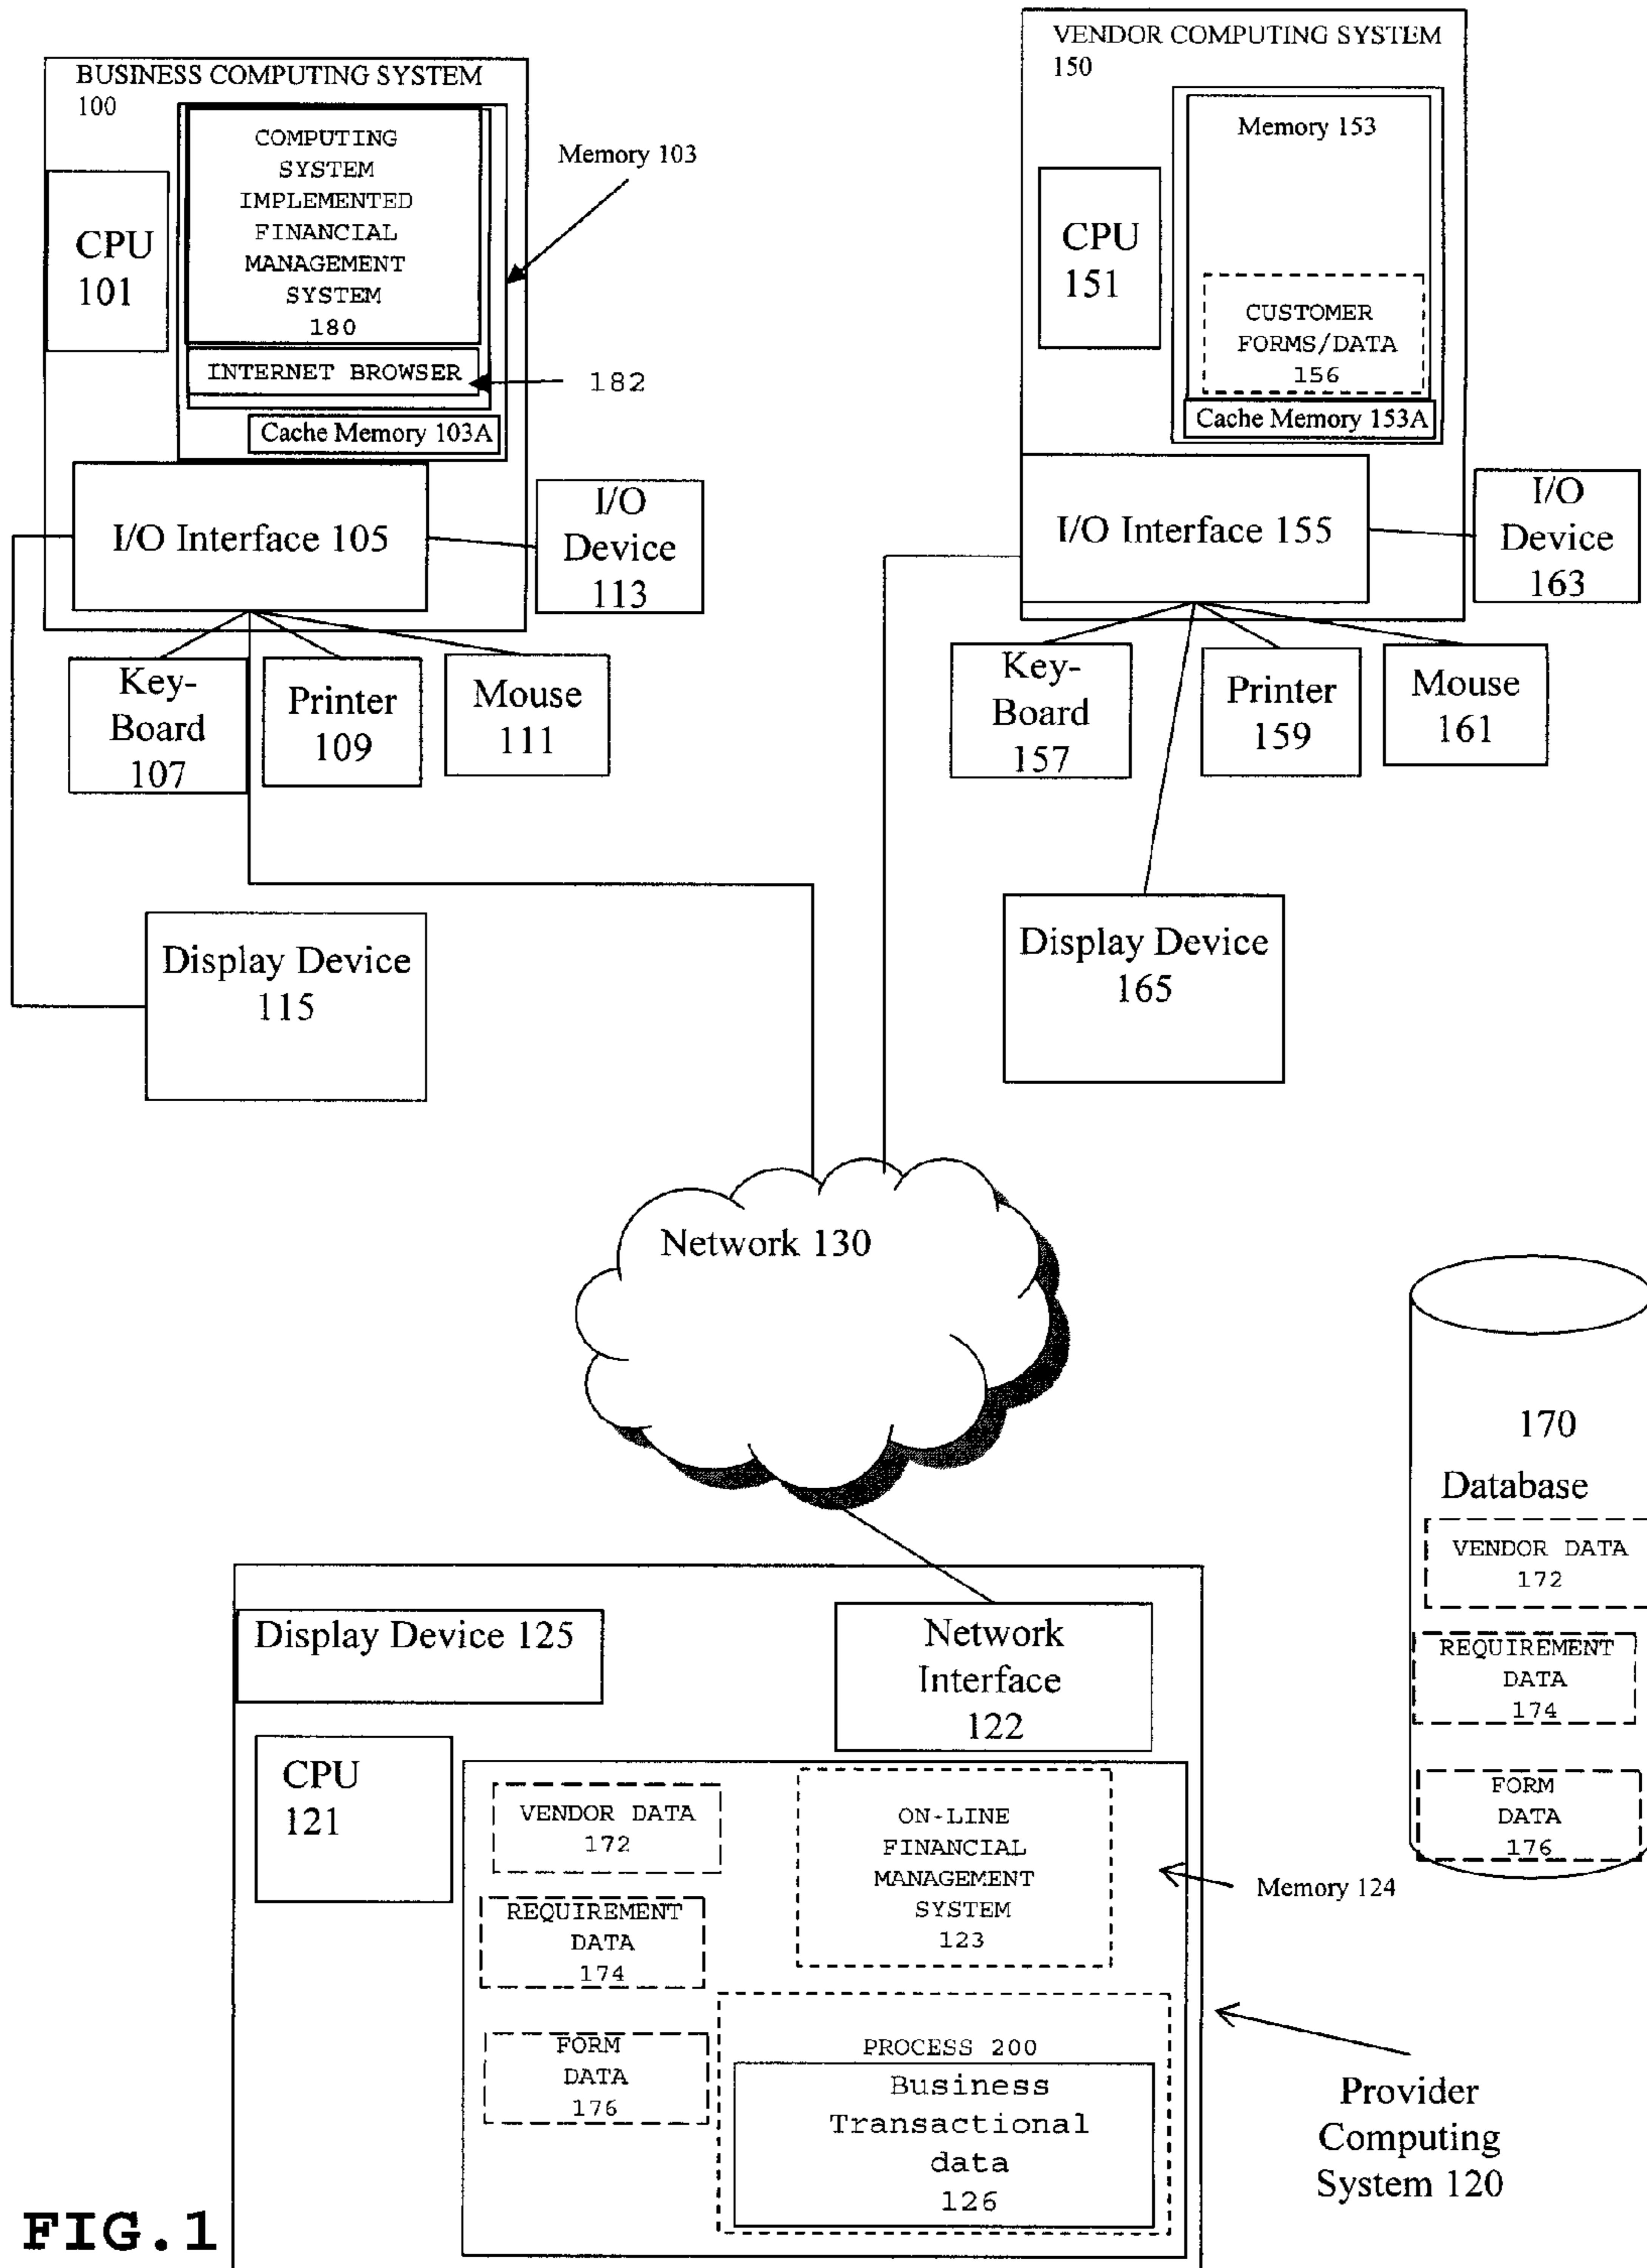 BUSINESS COMPUTING SYSTEM
100
COMPUTING
SYSTEM
IMPLEMENTED
FINANCIAL
MANAGEMENT
SYSTEM
180
INTERNET BROWSER
182
Cache Memory 103A
Memory 103
CPU
101
I/O Interface 105
I/O
Device
113
Key-
Board
107
Printer
109
Mouse
111
Display Device
115
VENDOR COMPUTING SYSTEM
150
Memory 153
CPU
151
CUSTOMER
FORMS/DATA
156
Cache Memory 153A
I/O Interface 155
I/O
Device
163
Key-
Board
157
Printer
159
Mouse
161
Display Device
165
Network 130
170
Database
VENDOR DATA
172
REQUIREMENT
DATA
174
FORM
DATA
176
Display Device 125
Network
Interface
122
CPU
121
VENDOR DATA
172
REQUIREMENT
DATA
174
FORM
DATA
176
ON-LINE
FINANCIAL
MANAGEMENT
SYSTEM
123
Memory 124
PROCESS 200
Business
Transactional
data
126
Provider
Computing
System 120
FIG.1